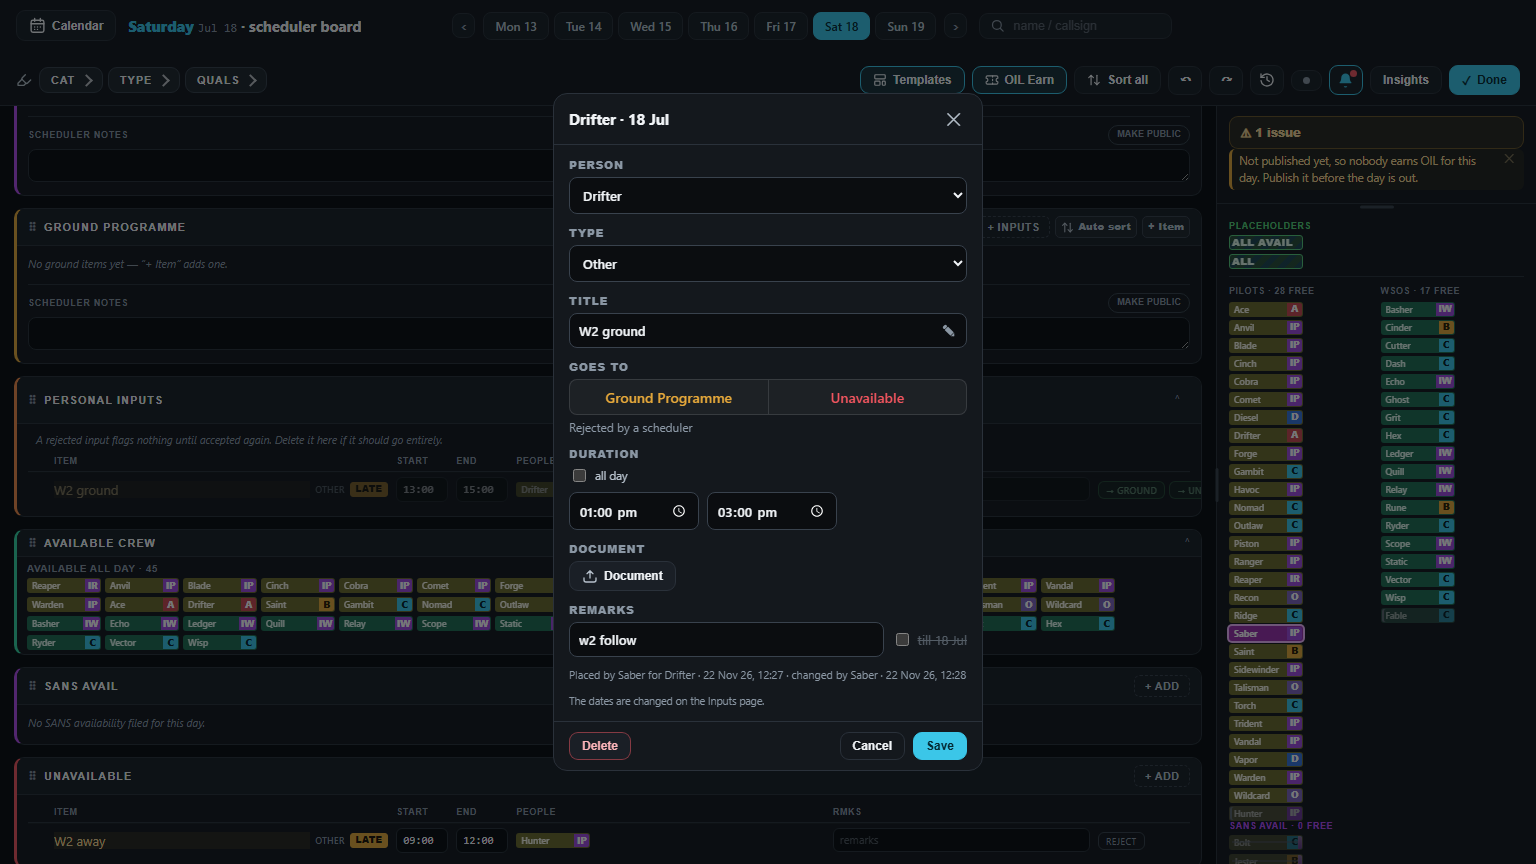 Calendar
Saturday Jul 18 · scheduler board
‹
Mon 13
Tue 14
Wed 15
Thu 16
Fri 17
Sat 18
Sun 19
›
name / callsign
CAT
TYPE
QUALS
Templates
OIL Earn
Sort all
Insights
✓ Done
SCHEDULER NOTES
MAKE PUBLIC
GROUND PROGRAMME
+ INPUTS
Auto sort
+ Item
No ground items yet — "+ Item" adds one.
SCHEDULER NOTES
MAKE PUBLIC
PERSONAL INPUTS
A rejected input flags nothing until accepted again. Delete it here if it should go entirely.
ITEM START END PEOPLE
W2 ground OTHER LATE 13:00 15:00 Drifter
→ GROUND → UN
AVAILABLE CREW
AVAILABLE ALL DAY · 45
Reaper IR Anvil IP Blade IP Cinch IP Cobra IP Comet IP Forge
ent IP Vandal IP
Warden IP Ace A Drifter A Saint B Gambit C Nomad C Outlaw
man O Wildcard O
Basher IW Echo IW Ledger IW Quill IW Relay IW Scope IW Static
C Hex C
Ryder C Vector C Wisp C
SANS AVAIL
+ ADD
No SANS availability filed for this day.
UNAVAILABLE
+ ADD
ITEM START END PEOPLE RMKS
W2 away OTHER LATE 09:00 12:00 Hunter IP remarks REJECT
Drifter · 18 Jul
PERSON
Drifter
TYPE
Other
TITLE
W2 ground
GOES TO
Ground Programme
Unavailable
Rejected by a scheduler
DURATION
all day
01:00 pm
03:00 pm
DOCUMENT
Document
REMARKS
w2 follow
till 18 Jul
Placed by Saber for Drifter · 22 Nov 26, 12:27 · changed by Saber · 22 Nov 26, 12:28
The dates are changed on the Inputs page.
Delete
Cancel
Save
⚠ 1 issue
Not published yet, so nobody earns OIL for this
day. Publish it before the day is out.
PLACEHOLDERS
ALL AVAIL
ALL
PILOTS · 28 FREE
Ace A
Anvil IP
Blade IP
Cinch IP
Cobra IP
Comet IP
Diesel D
Drifter A
Forge IP
Gambit C
Havoc IP
Nomad C
Outlaw C
Piston IP
Ranger IP
Reaper IR
Recon O
Ridge C
Saber IP
Saint B
Sidewinder IP
Talisman O
Torch C
Trident IP
Vandal IP
Vapor D
Warden IP
Wildcard O
Hunter IP
WSOS · 17 FREE
Basher IW
Cinder B
Cutter C
Dash C
Echo IW
Ghost C
Grit C
Hex C
Ledger IW
Quill IW
Relay IW
Rune B
Ryder C
Scope IW
Static IW
Vector C
Wisp C
Fable C
SANS AVAIL · 0 FREE
Bolt C
Jester B